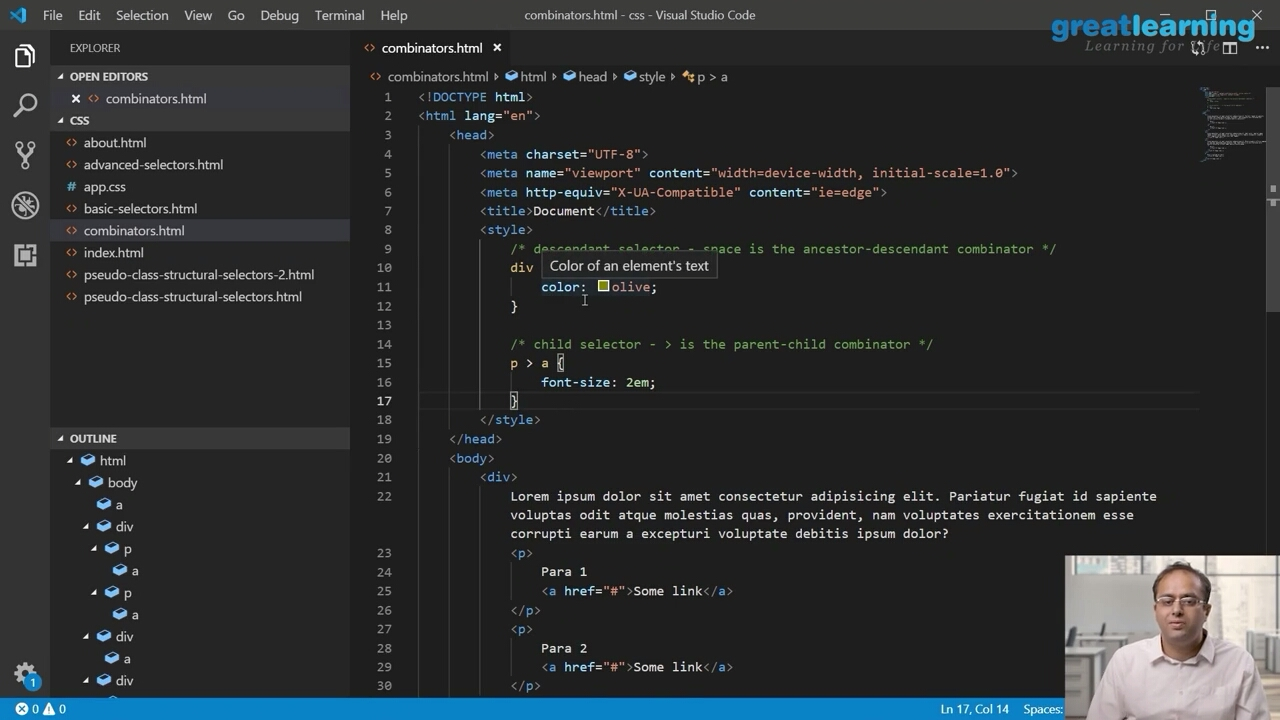 File Edit Selection View Go Debug Terminal Help combinators.html - css - Visual Studio Code
greatlearning
Learning for Life
EXPLORER
OPEN EDITORS
combinators.html
CSS
about.html
advanced-selectors.html
app.css
basic-selectors.html
combinators.html
index.html
pseudo-class-structural-selectors-2.html
pseudo-class-structural-selectors.html
OUTLINE
html
body
a
div
p
a
p
a
div
a
div
combinators.html
combinators.html html head style p > a
1 <!DOCTYPE html>
2 <html lang="en">
3 <head>
4 <meta charset="UTF-8">
5 <meta name="viewport" content="width=device-width, initial-scale=1.0">
6 <meta http-equiv="X-UA-Compatible" content="ie=edge">
7 <title>Document</title>
8 <style>
9 /* descendant selector - space is the ancestor-descendant combinator */
10 div
Color of an element's text
11 color: olive;
12 }
13
14 /* child selector - > is the parent-child combinator */
15 p > a {
16 font-size: 2em;
17 }
18 </style>
19 </head>
20 <body>
21 <div>
22 Lorem ipsum dolor sit amet consectetur adipisicing elit. Pariatur fugiat id sapiente
voluptas odit atque molestias quas, provident, nam voluptates exercitationem esse
corrupti earum a excepturi voluptate debitis ipsum dolor?
23 <p>
24 Para 1
25 <a href="#">Some link</a>
26 </p>
27 <p>
28 Para 2
29 <a href="#">Some link</a>
30 </p>
1
0 0 Ln 17, Col 14 Spaces: